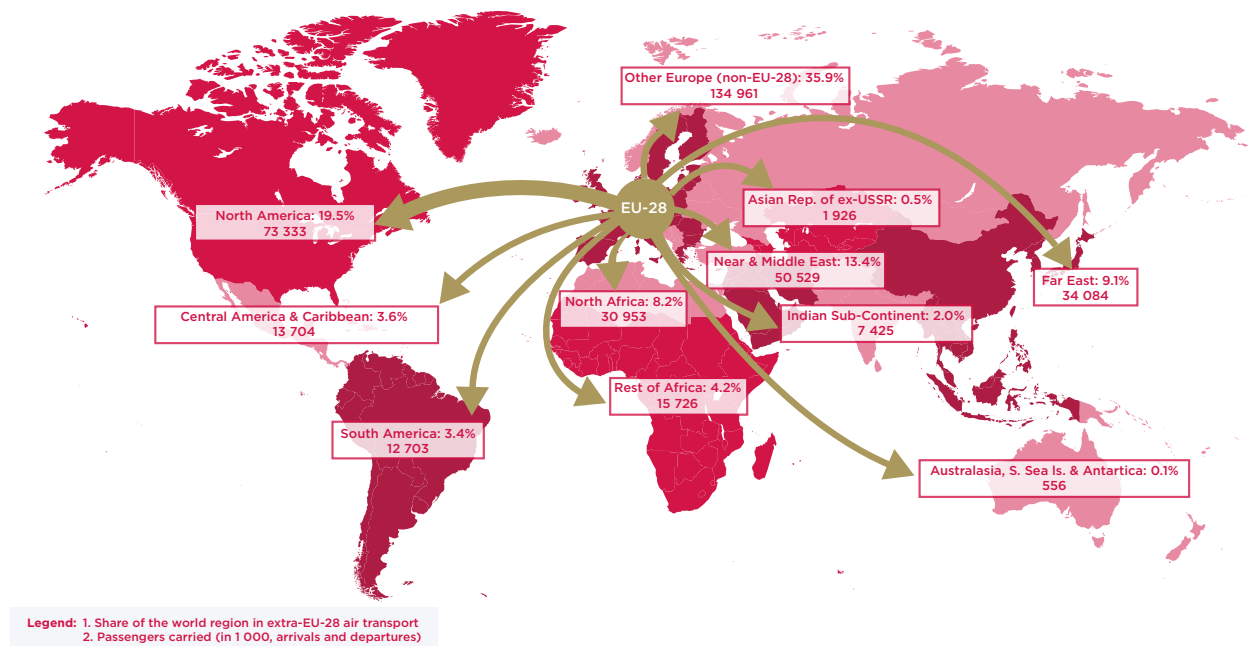 Other Europe (non-EU-28): 35.9%
134 961
EU-28
Asian Rep. of ex-USSR: 0.5%
1 926
North America: 19.5%
73 333
Near & Middle East: 13.4%
50 529
Far East: 9.1%
34 084
North Africa: 8.2%
30 953
Central America & Caribbean: 3.6%
13 704
Indian Sub-Continent: 2.0%
7 425
Rest of Africa: 4.2%
15 726
South America: 3.4%
12 703
Australasia, S. Sea Is. & Antartica: 0.1%
556
Legend: 1. Share of the world region in extra-EU-28 air transport
2. Passengers carried (in 1 000, arrivals and departures)